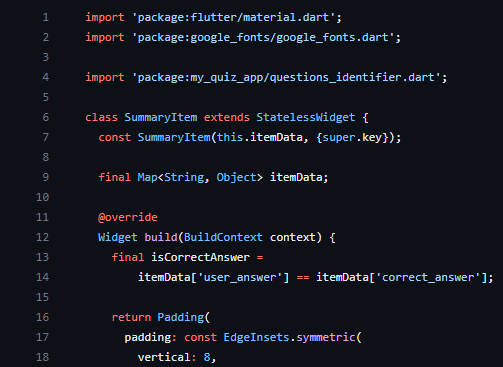 1 import 'package:flutter/material.dart';
2 import 'package:google_fonts/google_fonts.dart';
3
4 import 'package:my_quiz_app/questions_identifier.dart';
5
6 class SummaryItem extends StatelessWidget {
7 const SummaryItem(this.itemData, {super.key});
8
9 final Map<String, Object> itemData;
10
11 @override
12 Widget build(BuildContext context) {
13 final isCorrectAnswer =
14 itemData['user_answer'] == itemData['correct_answer'];
15
16 return Padding(
17 padding: const EdgeInsets.symmetric(
18 vertical: 8,